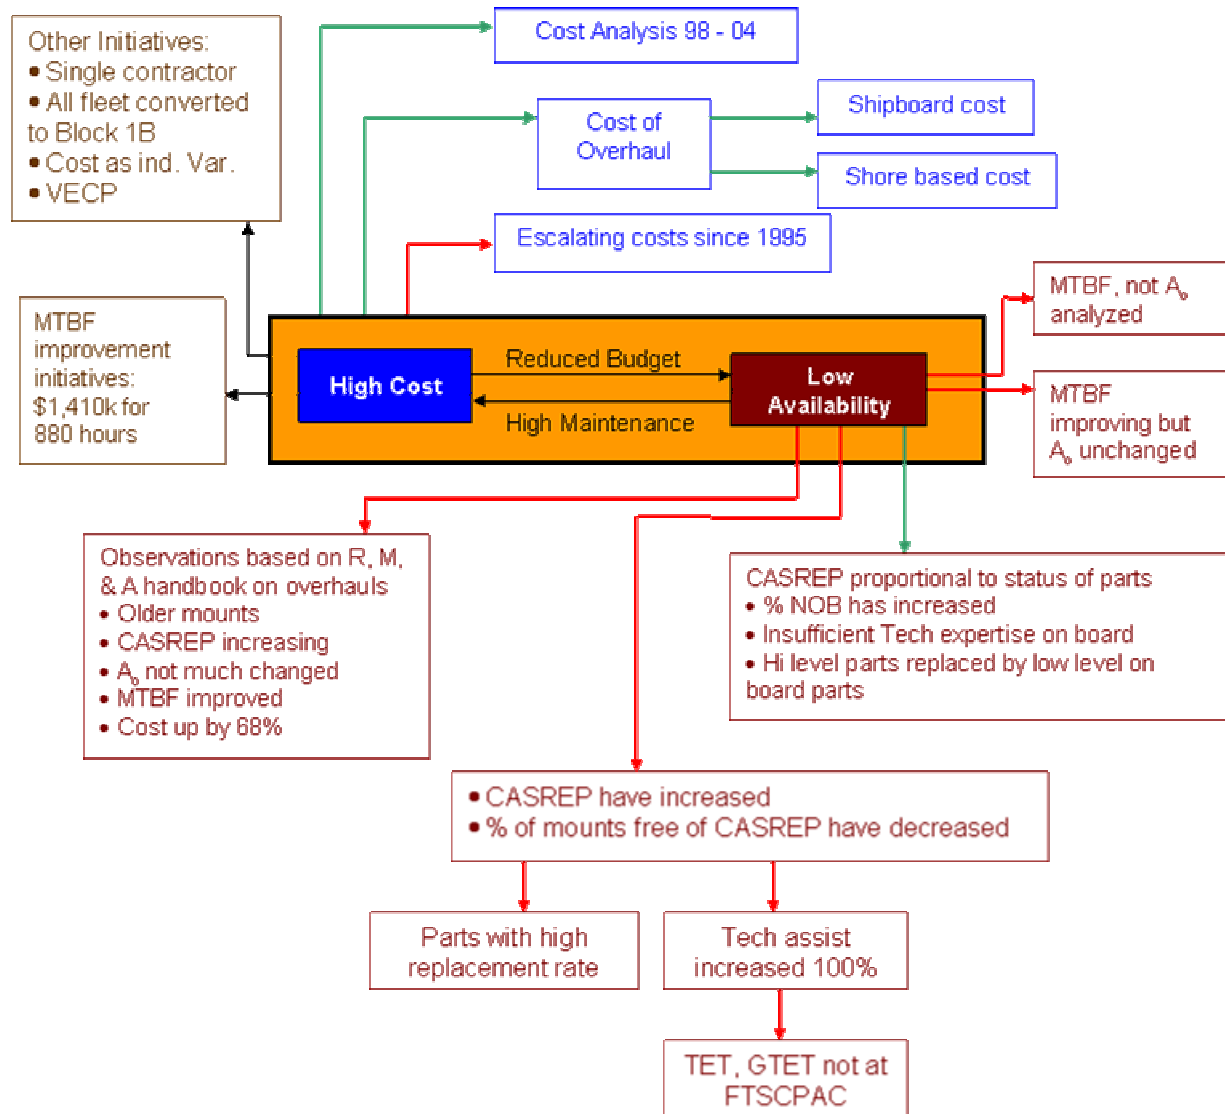 Other Initiatives:
• Single contractor
• All fleet converted
to Block 1B
• Cost as ind. Var.
• VECP
Cost Analysis 98 - 04
Cost of
Overhaul
Shipboard cost
Shore based cost
Escalating costs since 1995
MTBF
improvement
initiatives:
$1,410k for
880 hours
High Cost
Reduced Budget
High Maintenance
Low
Availability
MTBF, not Ao
analyzed
MTBF
improving but
Ao unchanged
Observations based on R, M,
& A handbook on overhauls
• Older mounts
• CASREP increasing
• Ao not much changed
• MTBF improved
• Cost up by 68%
CASREP proportional to status of parts
• % NOB has increased
• Insufficient Tech expertise on board
• Hi level parts replaced by low level on
board parts
• CASREP have increased
• % of mounts free of CASREP have decreased
Parts with high
replacement rate
Tech assist
increased 100%
TET, GTET not at
FTSCPAC